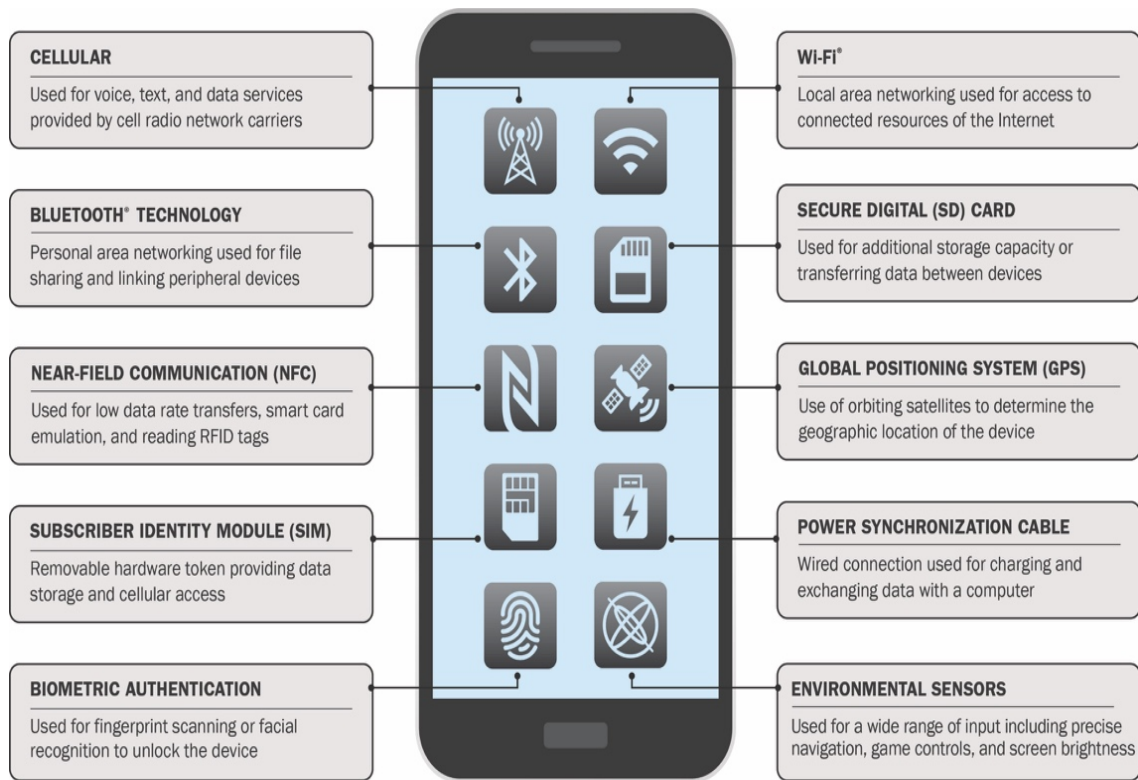 CELLULAR
Used for voice, text, and data services
provided by cell radio network carriers
BLUETOOTH® TECHNOLOGY
Personal area networking used for file
sharing and linking peripheral devices
NEAR-FIELD COMMUNICATION (NFC)
Used for low data rate transfers, smart card
emulation, and reading RFID tags
SUBSCRIBER IDENTITY MODULE (SIM)
Removable hardware token providing data
storage and cellular access
BIOMETRIC AUTHENTICATION
Used for fingerprint scanning or facial
recognition to unlock the device
Wi-Fi®
Local area networking used for access to
connected resources of the Internet
SECURE DIGITAL (SD) CARD
Used for additional storage capacity or
transferring data between devices
GLOBAL POSITIONING SYSTEM (GPS)
Use of orbiting satellites to determine the
geographic location of the device
POWER SYNCHRONIZATION CABLE
Wired connection used for charging and
exchanging data with a computer
ENVIRONMENTAL SENSORS
Used for a wide range of input including precise
navigation, game controls, and screen brightness